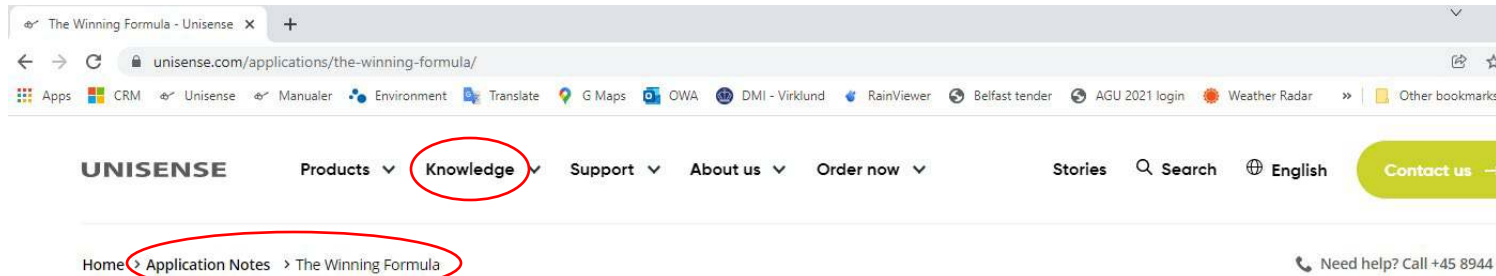 The Winning Formula - Unisense
unisense.com/applications/the-winning-formula/
Apps CRM Unisense Manualer Environment Translate G Maps OWA DMI - Virklund RainViewer Belfast tender AGU 2021 login Weather Radar » Other bookmarks
UNISENSE Products Knowledge Support About us Order now Stories Search English Contact us
Home > Application Notes > The Winning Formula Need help? Call +45 8944